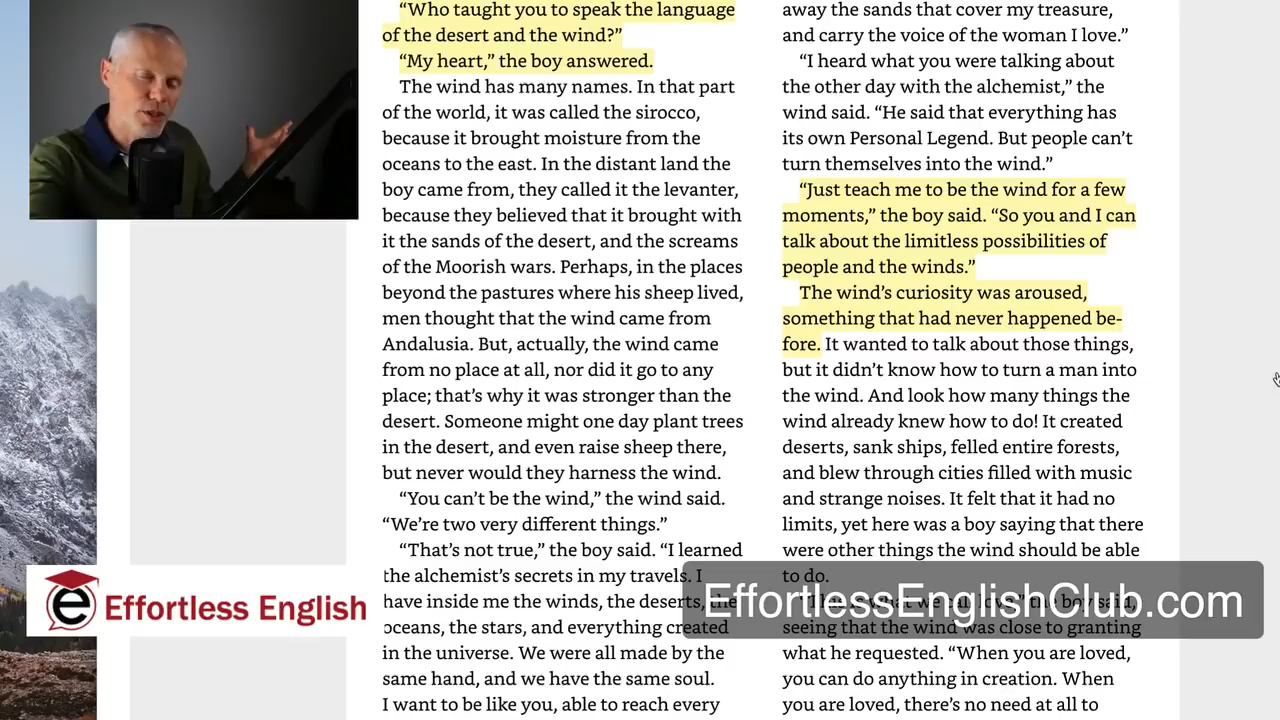 “Who taught you to speak the language
of the desert and the wind?”
“My heart,” the boy answered.
The wind has many names. In that part
of the world, it was called the sirocco,
because it brought moisture from the
oceans to the east. In the distant land the
boy came from, they called it the levanter,
because they believed that it brought with
it the sands of the desert, and the screams
of the Moorish wars. Perhaps, in the places
beyond the pastures where his sheep lived,
men thought that the wind came from
Andalusia. But, actually, the wind came
from no place at all, nor did it go to any
place; that’s why it was stronger than the
desert. Someone might one day plant trees
in the desert, and even raise sheep there,
but never would they harness the wind.
“You can’t be the wind,” the wind said.
“We’re two very different things.”
“That’s not true,” the boy said. “I learned
the alchemist’s secrets in my travels. I
have inside me the winds, the deserts, the
oceans, the stars, and everything created
in the universe. We were all made by the
same hand, and we have the same soul.
I want to be like you, able to reach every
away the sands that cover my treasure,
and carry the voice of the woman I love.”
“I heard what you were talking about
the other day with the alchemist,” the
wind said. “He said that everything has
its own Personal Legend. But people can’t
turn themselves into the wind.”
“Just teach me to be the wind for a few
moments,” the boy said. “So you and I can
talk about the limitless possibilities of
people and the winds.”
The wind’s curiosity was aroused,
something that had never happened be-
fore. It wanted to talk about those things,
but it didn’t know how to turn a man into
the wind. And look how many things the
wind already knew how to do! It created
deserts, sank ships, felled entire forests,
and blew through cities filled with music
and strange noises. It felt that it had no
limits, yet here was a boy saying that there
were other things the wind should be able
to do.
“This is what we call love,” the boy said,
seeing that the wind was close to granting
what he requested. “When you are loved,
you can do anything in creation. When
you are loved, there’s no need at all to
e Effortless English
EffortlessEnglishClub.com